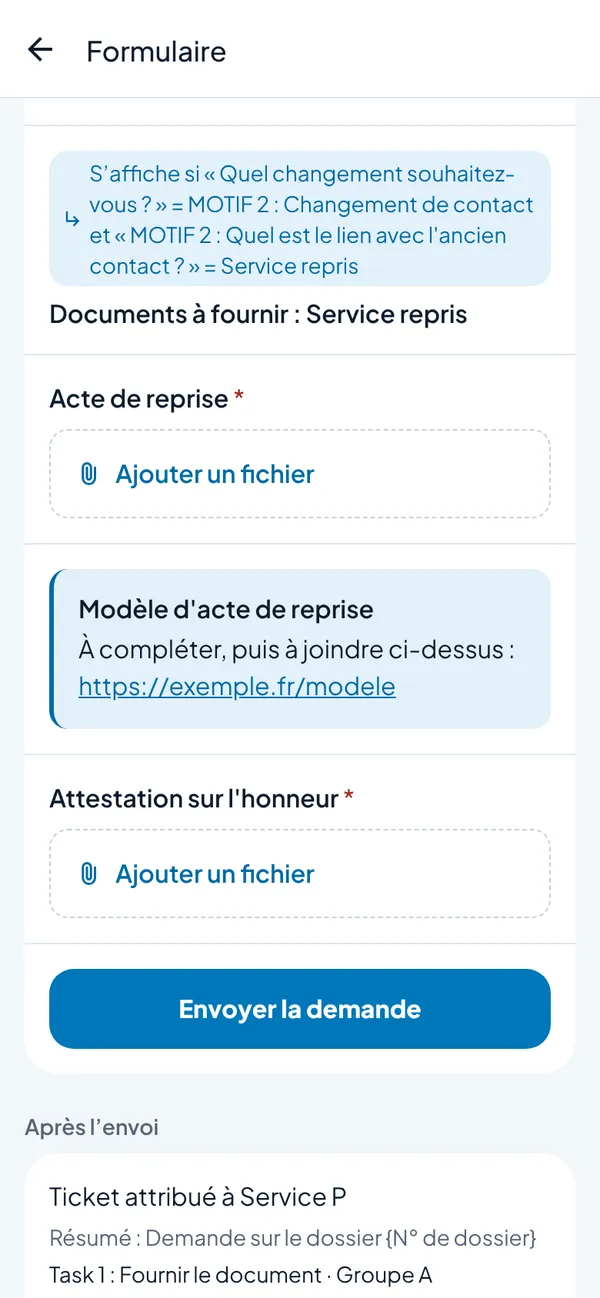 Formulaire
S’affiche si « Quel changement souhaitez-
vous ? » = MOTIF 2 : Changement de contact
et « MOTIF 2 : Quel est le lien avec l'ancien
contact ? » = Service repris
Documents à fournir : Service repris
Acte de reprise *
Ajouter un fichier
Modèle d'acte de reprise
À compléter, puis à joindre ci-dessus :
https://exemple.fr/modele
Attestation sur l'honneur *
Ajouter un fichier
Envoyer la demande
Après l’envoi
Ticket attribué à Service P
Résumé : Demande sur le dossier {N° de dossier}
Task 1 : Fournir le document · Groupe A